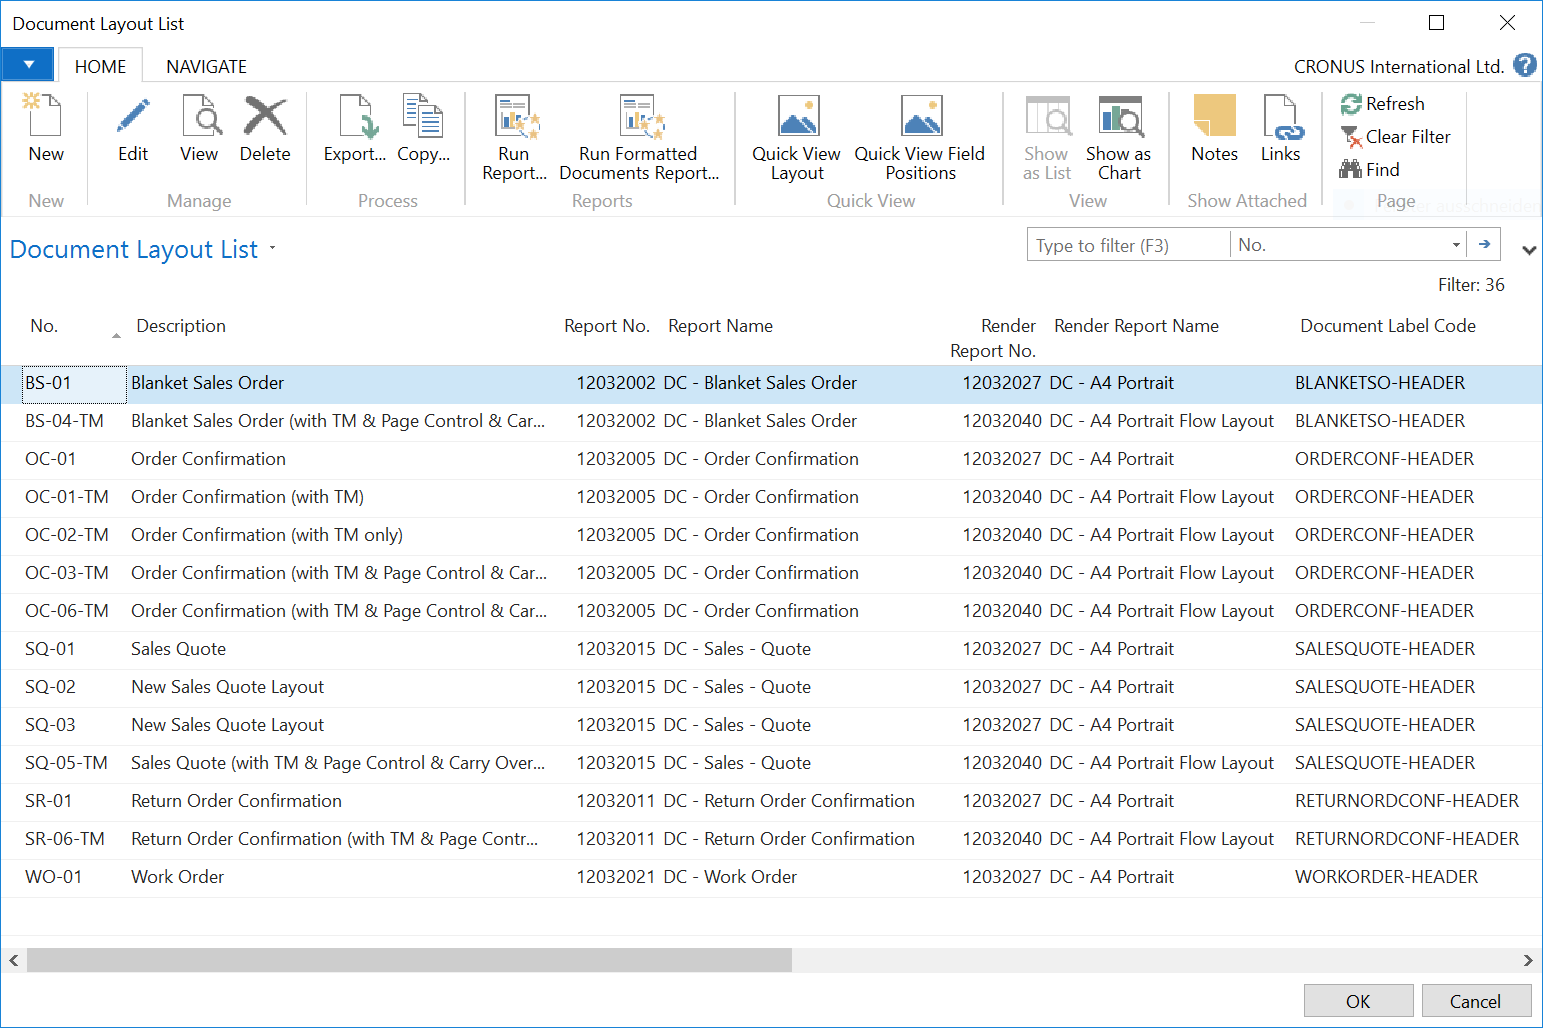 Document Layout List
HOME NAVIGATE CRONUS International Ltd. ?
New Edit View Delete Export... Copy... Run Report... Run Formatted Documents Report... Quick View Layout Quick View Field Positions Show as List Show as Chart Notes Links Refresh
Clear Filter
Find
New Manage Process Reports Quick View View Show Attached Page
Document Layout List Type to filter (F3) No.
Filter: 36
No. Description Report No. Report Name Render Report No. Render Report Name Document Label Code
BS-01 Blanket Sales Order 12032002 DC - Blanket Sales Order 12032027 DC - A4 Portrait BLANKETSO-HEADER
BS-04-TM Blanket Sales Order (with TM & Page Control & Car... 12032002 DC - Blanket Sales Order 12032040 DC - A4 Portrait Flow Layout BLANKETSO-HEADER
OC-01 Order Confirmation 12032005 DC - Order Confirmation 12032027 DC - A4 Portrait ORDERCONF-HEADER
OC-01-TM Order Confirmation (with TM) 12032005 DC - Order Confirmation 12032040 DC - A4 Portrait Flow Layout ORDERCONF-HEADER
OC-02-TM Order Confirmation (with TM only) 12032005 DC - Order Confirmation 12032040 DC - A4 Portrait Flow Layout ORDERCONF-HEADER
OC-03-TM Order Confirmation (with TM & Page Control & Car... 12032005 DC - Order Confirmation 12032040 DC - A4 Portrait Flow Layout ORDERCONF-HEADER
OC-06-TM Order Confirmation (with TM & Page Control & Car... 12032005 DC - Order Confirmation 12032040 DC - A4 Portrait Flow Layout ORDERCONF-HEADER
SQ-01 Sales Quote 12032015 DC - Sales - Quote 12032027 DC - A4 Portrait SALESQUOTE-HEADER
SQ-02 New Sales Quote Layout 12032015 DC - Sales - Quote 12032027 DC - A4 Portrait SALESQUOTE-HEADER
SQ-03 New Sales Quote Layout 12032015 DC - Sales - Quote 12032027 DC - A4 Portrait SALESQUOTE-HEADER
SQ-05-TM Sales Quote (with TM & Page Control & Carry Over... 12032015 DC - Sales - Quote 12032040 DC - A4 Portrait Flow Layout SALESQUOTE-HEADER
SR-01 Return Order Confirmation 12032011 DC - Return Order Confirmation 12032027 DC - A4 Portrait RETURNORDCONF-HEADER
SR-06-TM Return Order Confirmation (with TM & Page Contr... 12032011 DC - Return Order Confirmation 12032040 DC - A4 Portrait Flow Layout RETURNORDCONF-HEADER
WO-01 Work Order 12032021 DC - Work Order 12032027 DC - A4 Portrait WORKORDER-HEADER
OK Cancel